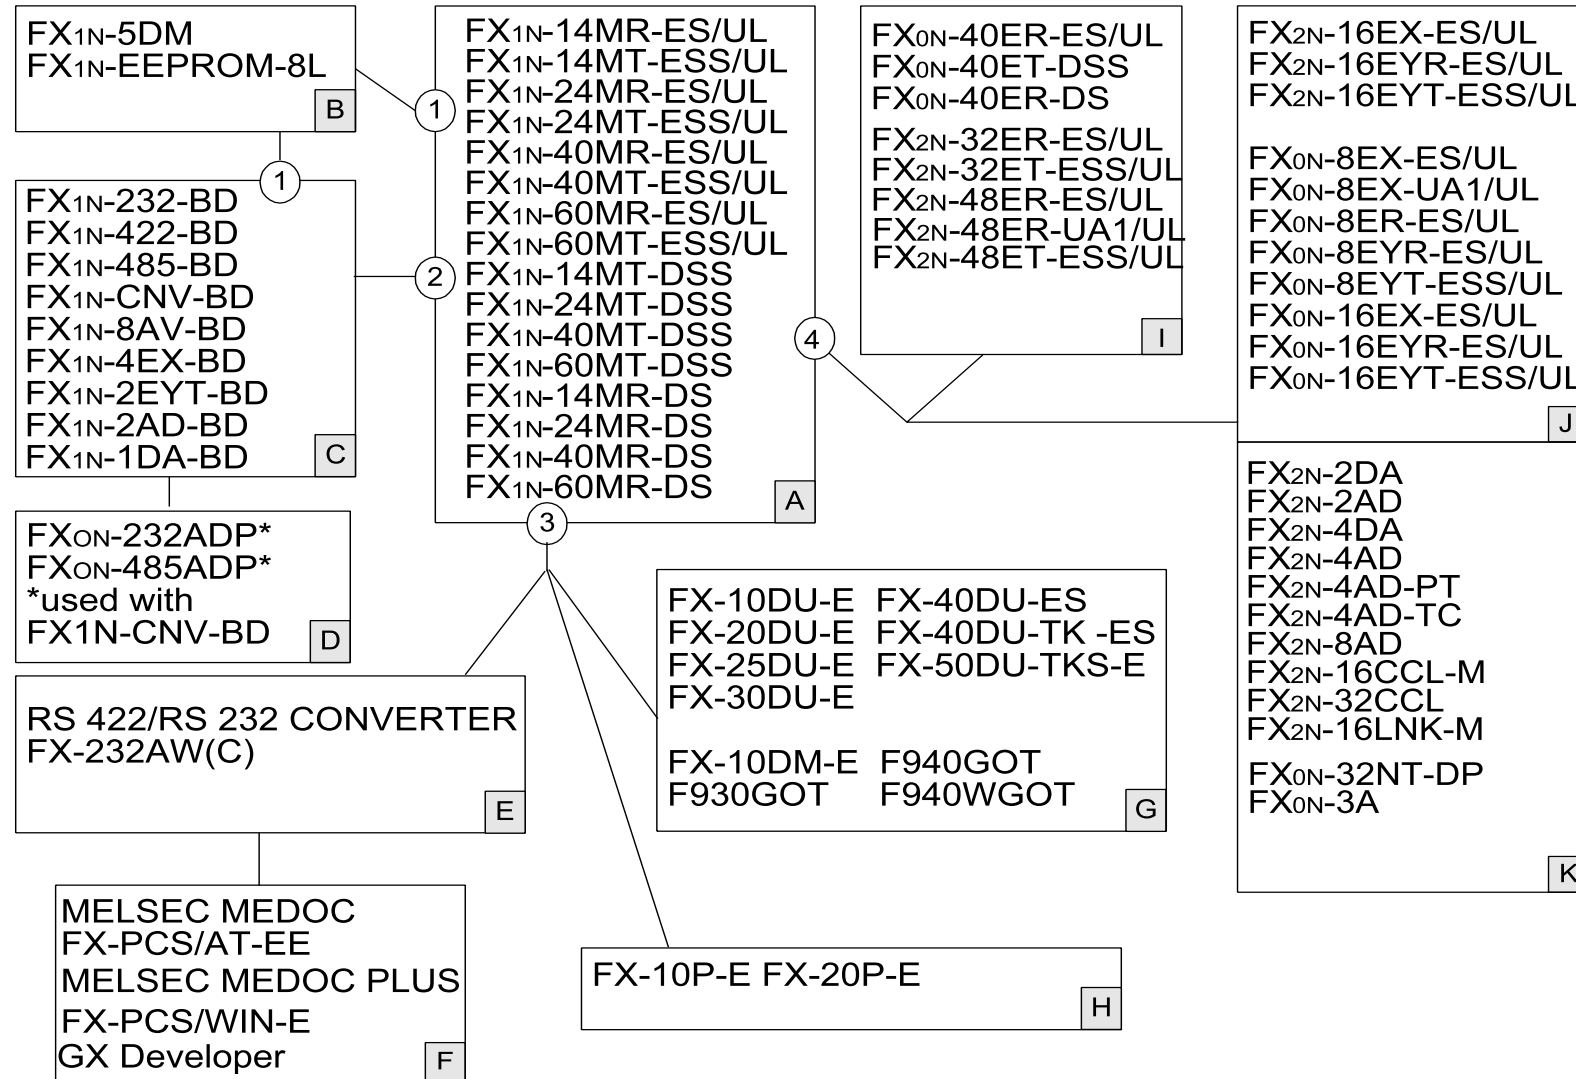 FX1N-5DM
FX1N-EEPROM-8L
B
1
1
FX1N-232-BD
FX1N-422-BD
FX1N-485-BD
FX1N-CNV-BD
FX1N-8AV-BD
FX1N-4EX-BD
FX1N-2EYT-BD
FX1N-2AD-BD
FX1N-1DA-BD
C
2
FXON-232ADP*
FXON-485ADP*
*used with
FX1N-CNV-BD
D
FX1N-14MR-ES/UL
FX1N-14MT-ESS/UL
FX1N-24MR-ES/UL
FX1N-24MT-ESS/UL
FX1N-40MR-ES/UL
FX1N-40MT-ESS/UL
FX1N-60MR-ES/UL
FX1N-60MT-ESS/UL
FX1N-14MT-DSS
FX1N-24MT-DSS
FX1N-40MT-DSS
FX1N-60MT-DSS
FX1N-14MR-DS
FX1N-24MR-DS
FX1N-40MR-DS
FX1N-60MR-DS
A
3
4
RS 422/RS 232 CONVERTER
FX-232AW(C)
E
MELSEC MEDOC
FX-PCS/AT-EE
MELSEC MEDOC PLUS
FX-PCS/WIN-E
GX Developer
F
FX-10DU-E FX-40DU-ES
FX-20DU-E FX-40DU-TK -ES
FX-25DU-E FX-50DU-TKS-E
FX-30DU-E
FX-10DM-E F940GOT
F930GOT F940WGOT
G
FX-10P-E FX-20P-E
H
FX0N-40ER-ES/UL
FX0N-40ET-DSS
FX0N-40ER-DS
FX2N-32ER-ES/UL
FX2N-32ET-ESS/UL
FX2N-48ER-ES/UL
FX2N-48ER-UA1/UL
FX2N-48ET-ESS/UL
I
FX2N-16EX-ES/UL
FX2N-16EYR-ES/UL
FX2N-16EYT-ESS/UL
FX0N-8EX-ES/UL
FX0N-8EX-UA1/UL
FX0N-8ER-ES/UL
FX0N-8EYR-ES/UL
FX0N-8EYT-ESS/UL
FX0N-16EX-ES/UL
FX0N-16EYR-ES/UL
FX0N-16EYT-ESS/UL
J
FX2N-2DA
FX2N-2AD
FX2N-4DA
FX2N-4AD
FX2N-4AD-PT
FX2N-4AD-TC
FX2N-8AD
FX2N-16CCL-M
FX2N-32CCL
FX2N-16LNK-M
FX0N-32NT-DP
FX0N-3A
K